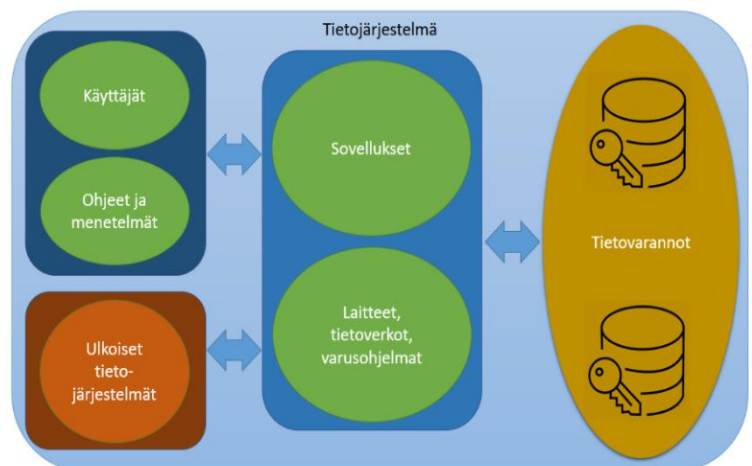 Tietojärjestelmä
Käyttäjät
Ohjeet ja
menetelmät
Ulkoiset
tieto-
järjestelmät
Sovellukset
Laitteet,
tietoverkot,
varusohjelmat
Tietovarannot